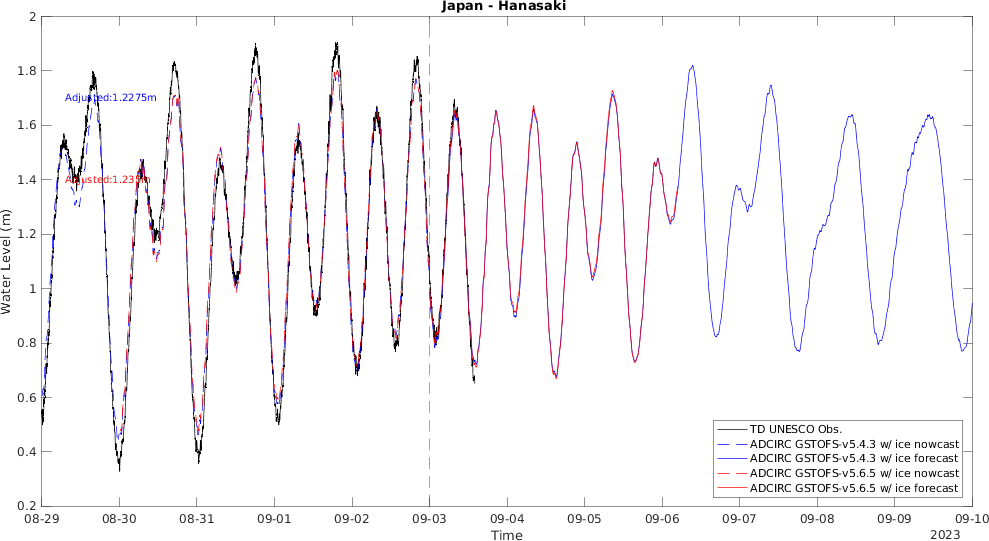 Japan - Hanasaki
2
1.8
1.6
1.4
1.2
1
0.8
0.6
0.4
0.2
Water Level (m)
Adjusted:1.2275m
Adjusted:1.235m
08-29 08-30 08-31 09-01 09-02 09-03 09-04 09-05 09-06 09-07 09-08 09-09 09-10
Time
2023
TD UNESCO Obs.
ADCIRC GSTOFS-v5.4.3 w/ ice nowcast
ADCIRC GSTOFS-v5.4.3 w/ ice forecast
ADCIRC GSTOFS-v5.6.5 w/ ice nowcast
ADCIRC GSTOFS-v5.6.5 w/ ice forecast